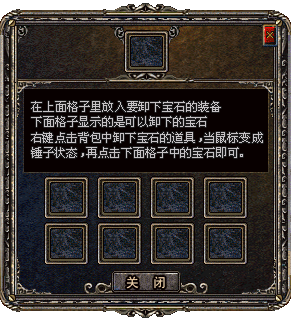 在上面格子里放入要卸下宝石的装备
下面格子显示的是可以卸下的宝石
右键点击背包中卸下宝石的道具,当鼠标变成
锤子状态,再点击下面格子中的宝石即可。
关 闭